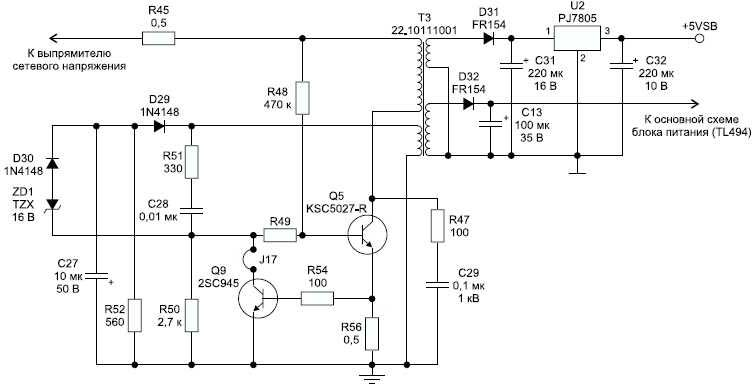 R45
0,5
К выпрямителю
сетевого напряжения
T3
22.10111001
D31
FR154
U2
PJ7805
1
3
2
+5VSB
+
C31
220 мк
16 В
+
C32
220 мк
10 В
D32
FR154
+
C13
100 мк
35 В
К основной схеме
блока питания (TL494)
R48
470 к
D29
1N4148
D30
1N4148
ZD1
TZX
16 В
R51
330
C28
0,01 мк
R49
Q5
KSC5027-R
R47
100
C27
10 мк
50 В
+
J17
Q9
2SC945
R54
100
C29
0,1 мк
1 кВ
R52
560
R50
2,7 к
R56
0,5